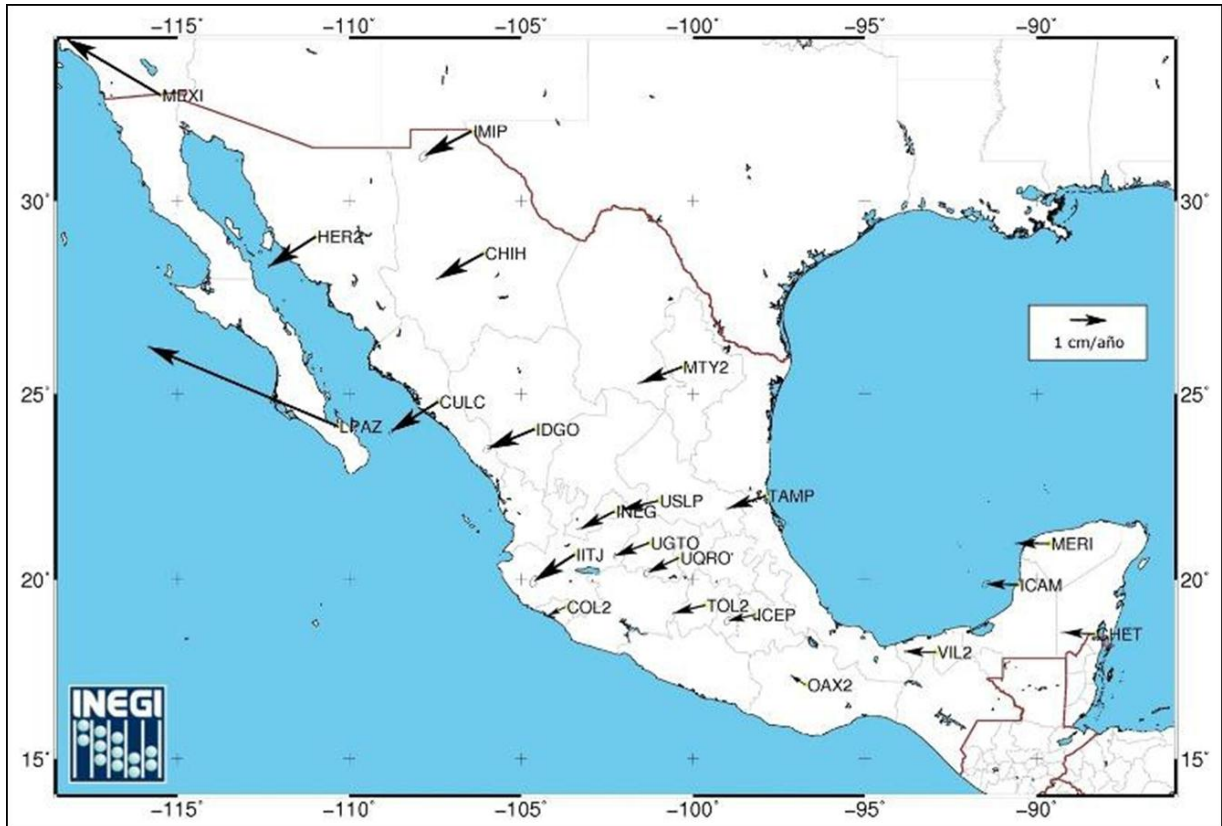 −115˚ −110˚ −105˚ −100˚ −95˚ −90˚
MEXI
IMIP
30˚ 30˚
HER2
CHIH
1 cm/año
MTY2
25˚ 25˚
CULC
LPAZ
IDGO
TAMP
USLP
INEG
UGTO
MERI
IITJ
UQRO
20˚ 20˚
ICAM
COL2
TOL2
ICEP
CHET
VIL2
OAX2
INEGI
15˚ 15˚
−115˚ −110˚ −105˚ −100˚ −95˚ −90˚